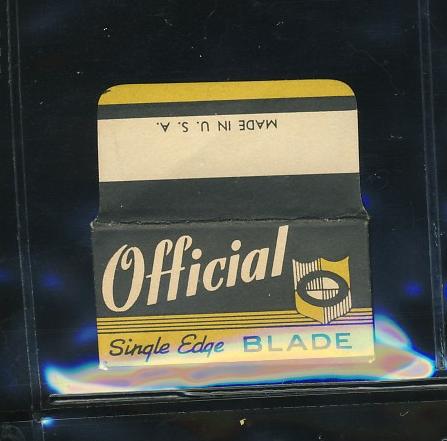 MADE IN U. S. A.
Official
Single Edge BLADE